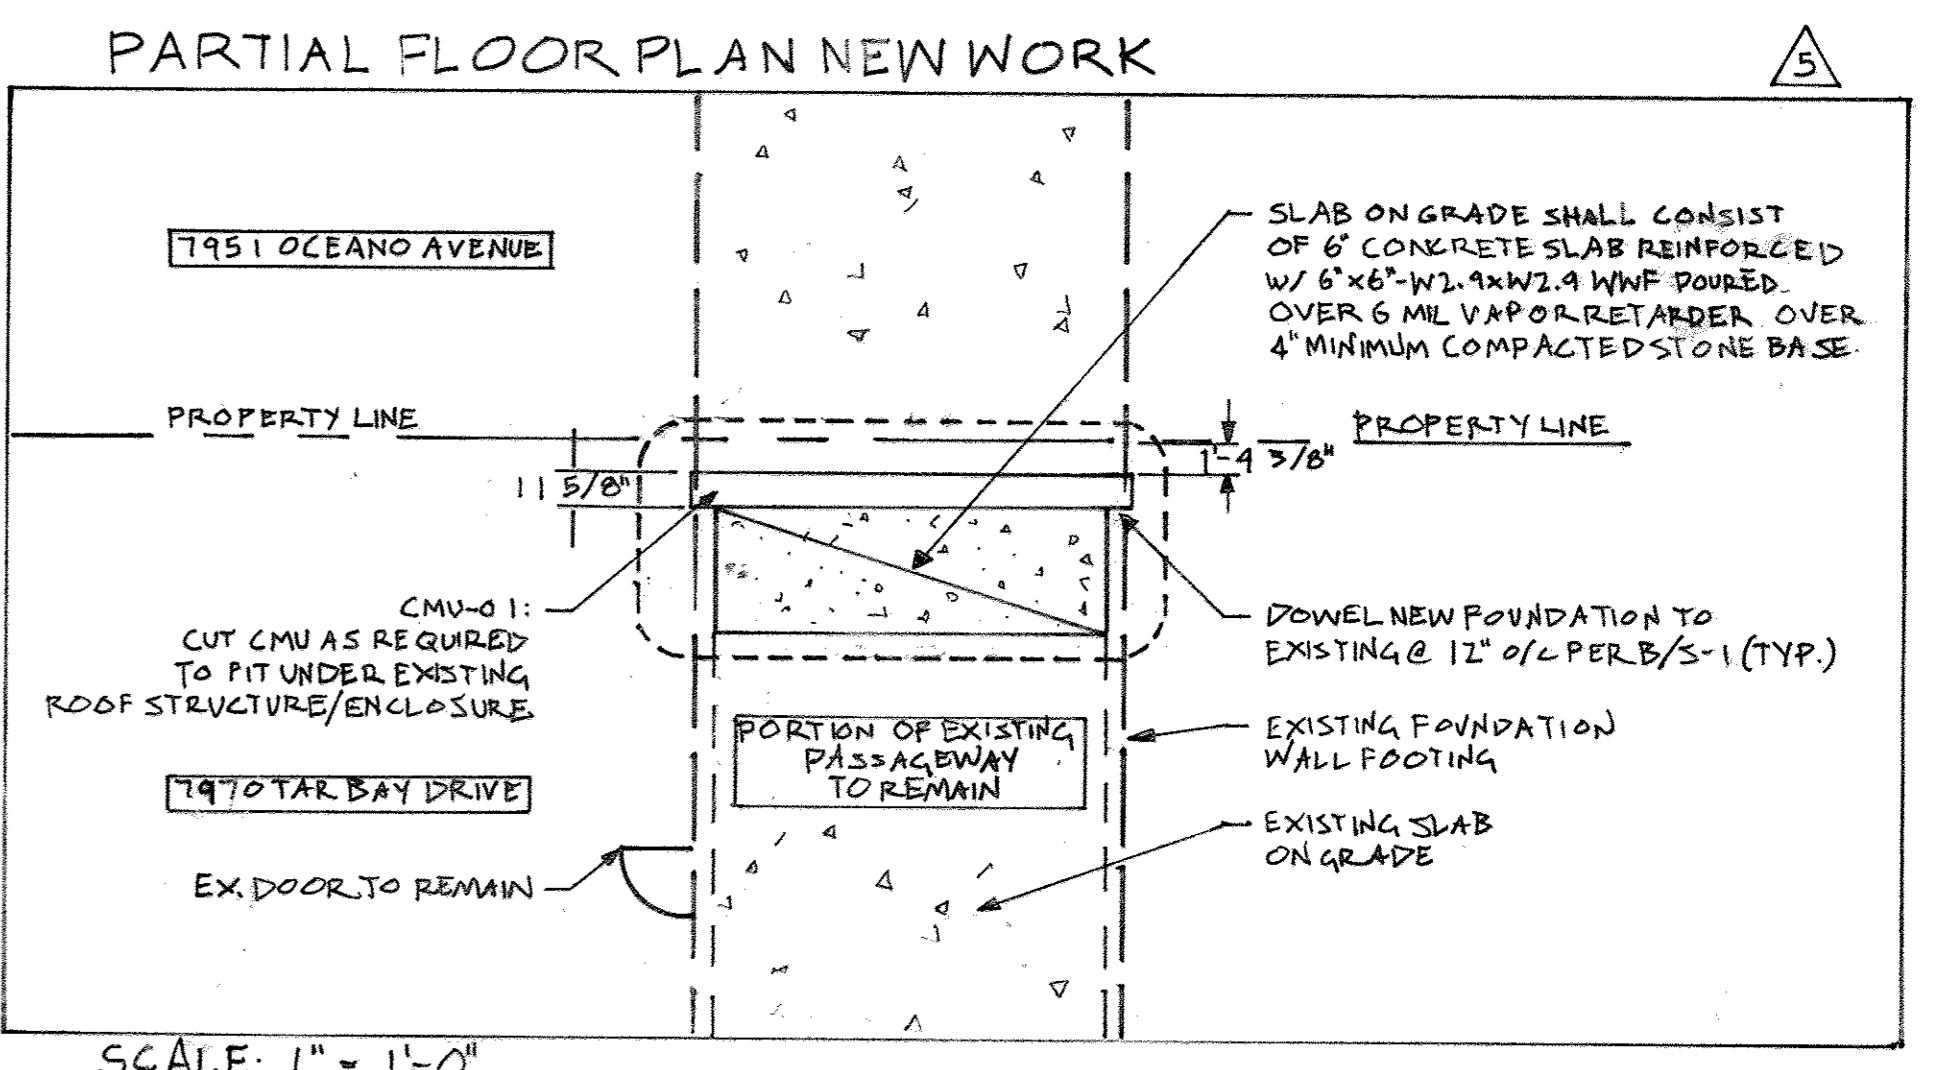 PARTIAL FLOOR PLAN NEW WORK
5
7951 OCEANO AVENUE
SLAB ON GRADE SHALL CONSIST
OF 6" CONCRETE SLAB REINFORCED
W/ 6"x6"-W2.9xW2.9 WWF POURED
OVER 6 MIL VAPOR RETARDER OVER
4" MINIMUM COMPACTED STONE BASE.
PROPERTY LINE
PROPERTY LINE
1'-4 3/8"
11 5/8"
CMU-01:
CUT CMU AS REQUIRED
TO FIT UNDER EXISTING
ROOF STRUCTURE/ENCLOSURE
DOWEL NEW FOUNDATION TO
EXISTING @ 12" O/C PER B/S-1 (TYP.)
PORTION OF EXISTING
PASSAGEWAY
TO REMAIN
EXISTING FOUNDATION
WALL FOOTING
7970 TAR BAY DRIVE
EXISTING SLAB
ON GRADE
EX. DOOR TO REMAIN
SCALE: 1" = 1'-0"